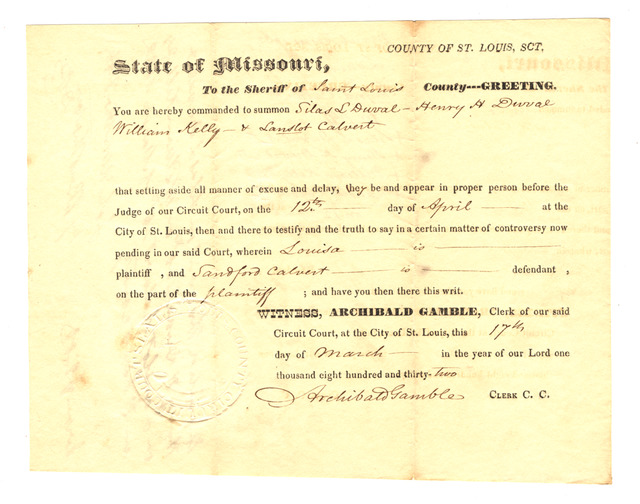 COUNTY OF ST. LOUIS, SCT,
State of Missouri,
To the Sheriff of Saint Louis County---GREETING.
You are hereby commanded to summon Silas L Duval – Henry H Duval
William Kelly – & Lanslot Calvert
that setting aside all manner of excuse and delay, they be and appear in proper person before the
Judge of our Circuit Court, on the 12th day of April at the
City of St. Louis, then and there to testify and the truth to say in a certain matter of controversy now
pending in our said Court, wherein Louisa — is
plaintiff , and Sandford Calvert — is — defendant ,
on the part of the plaintiff ; and have you then there this writ.
WITNESS, ARCHIBALD GAMBLE, Clerk of our said
Circuit Court, at the City of St. Louis, this 17th
day of March — in the year of our Lord one
thousand eight hundred and thirty-two
Archibald Gamble CLERK C. C.